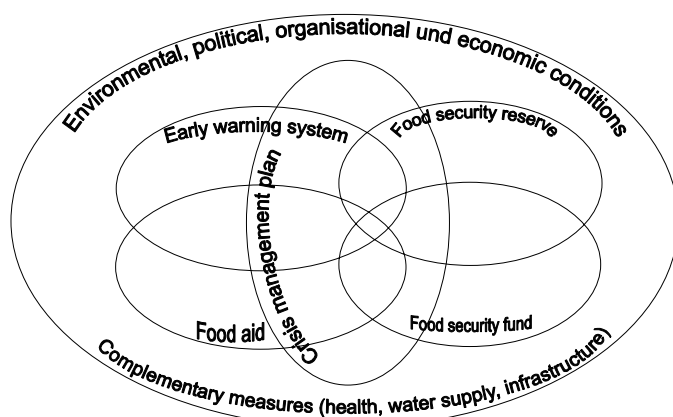 Environmental, political, organisational und economic conditions
Early warning system
Food security reserve
Crisis management plan
Food aid
Food security fund
Complementary measures (health, water supply, infrastructure)